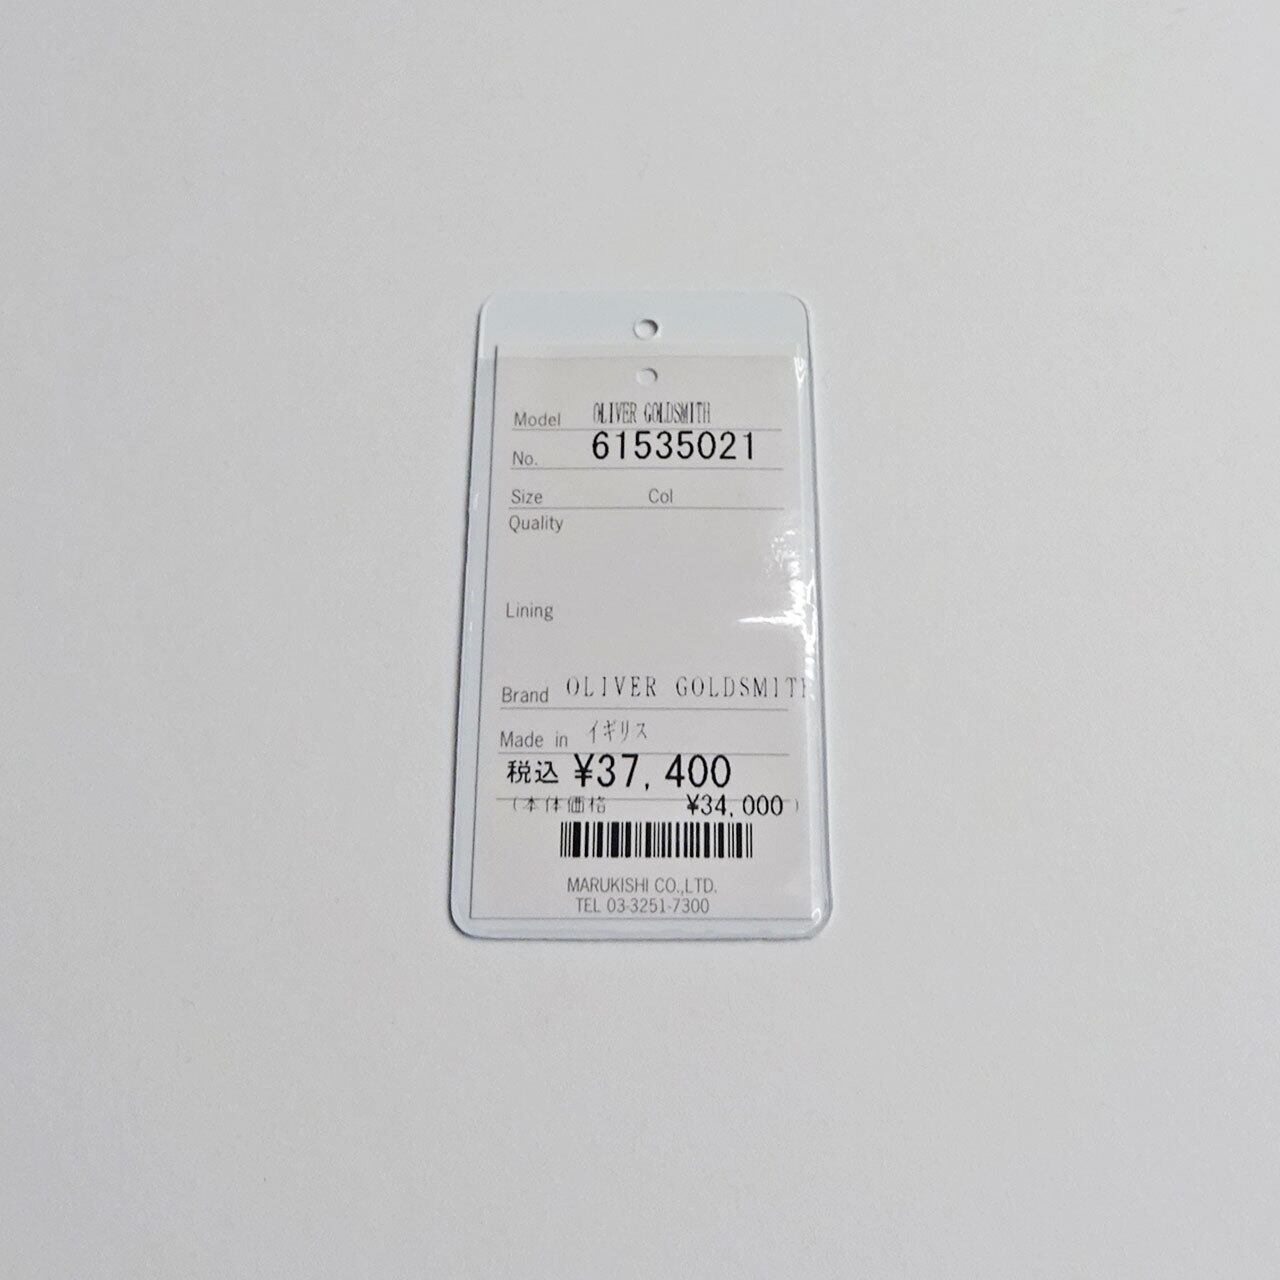 Model OLIVER GOLDSMITH
No. 61535021
Size Col
Quality
Lining
Brand OLIVER GOLDSMITH
Made in イギリス
税込 ¥37,400
(本体価格 ¥34,000)
MARUKISHI CO.,LTD.
TEL 03-3251-7300